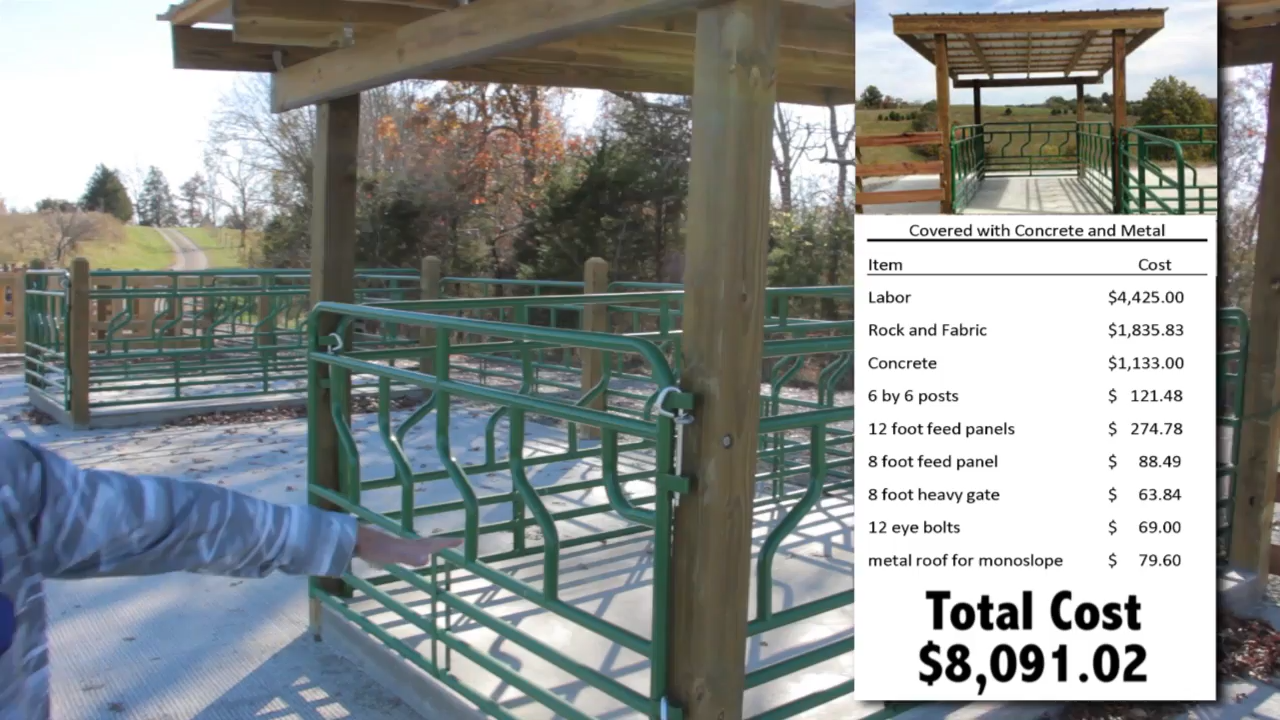 Covered with Concrete and Metal
Item Cost
Labor $4,425.00
Rock and Fabric $1,835.83
Concrete $1,133.00
6 by 6 posts $ 121.48
12 foot feed panels $ 274.78
8 foot feed panel $ 88.49
8 foot heavy gate $ 63.84
12 eye bolts $ 69.00
metal roof for monoslope $ 79.60
Total Cost
$8,091.02